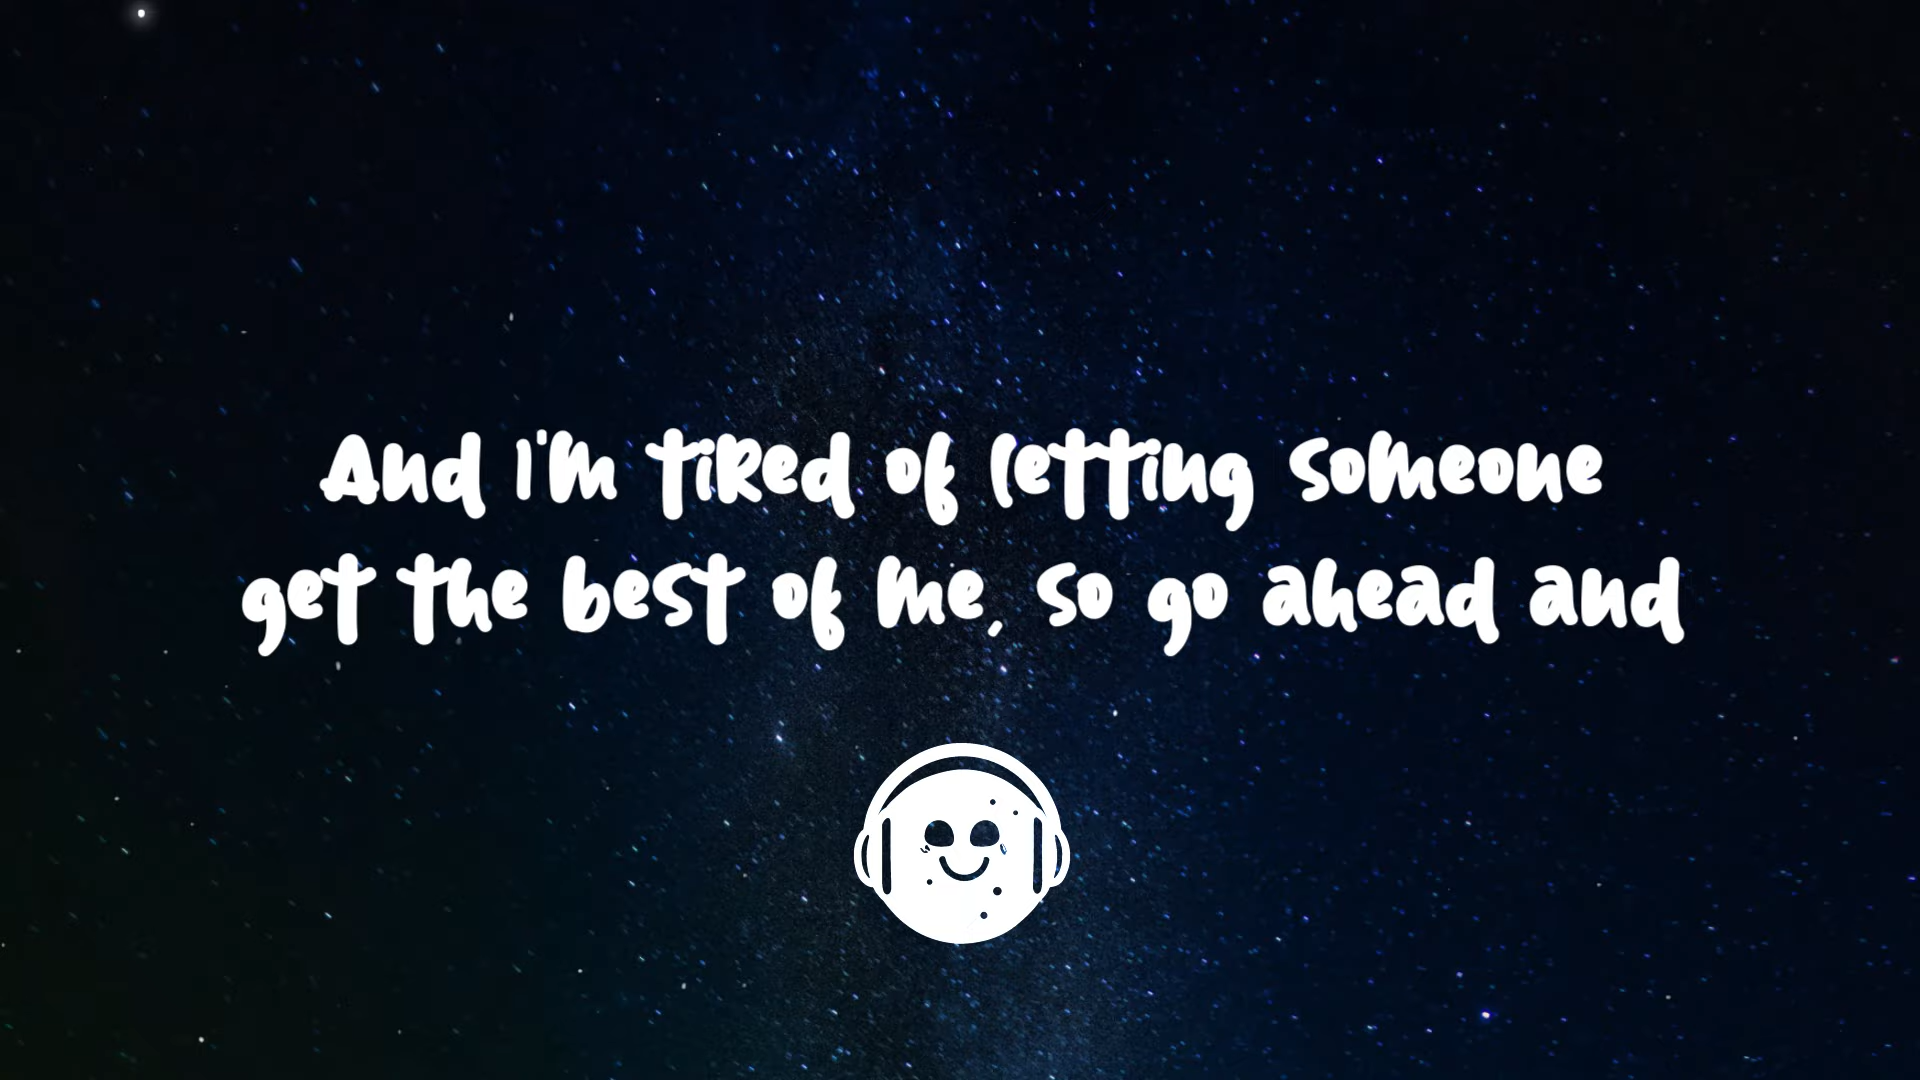 And I'm tired of letting someone
get the best of me, so go ahead and